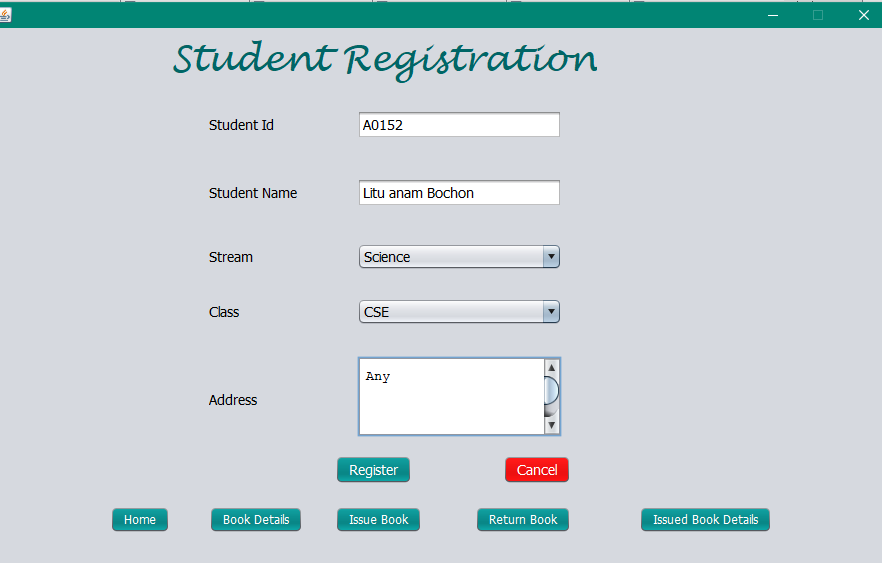 Student Registration
Student Id A0152
Student Name Litu anam Bochon
Stream Science
Class CSE
Address Any
Register Cancel
Home Book Details Issue Book Return Book Issued Book Details